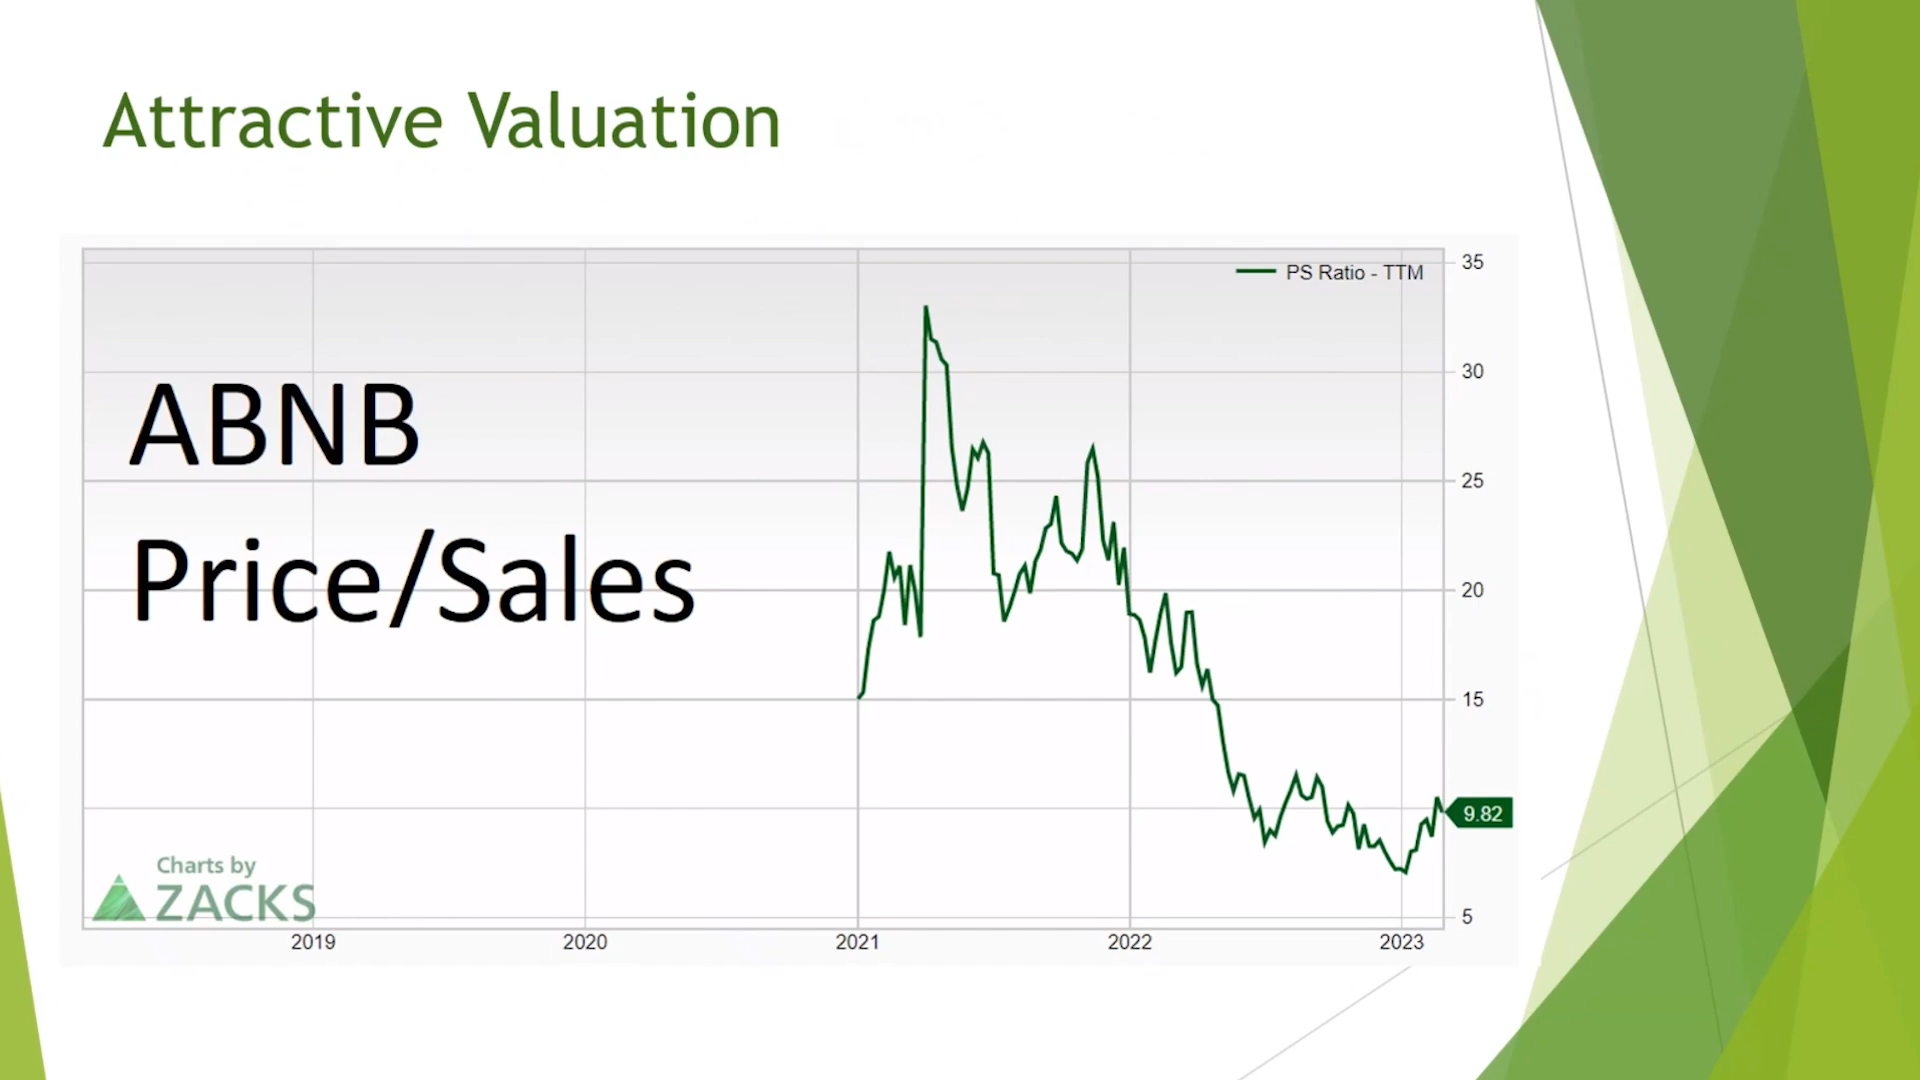 Attractive Valuation
PS Ratio - TTM
35
30
25
20
15
5
ABNB
Price/Sales
9.82
Charts by
ZACKS
2019
2020
2021
2022
2023